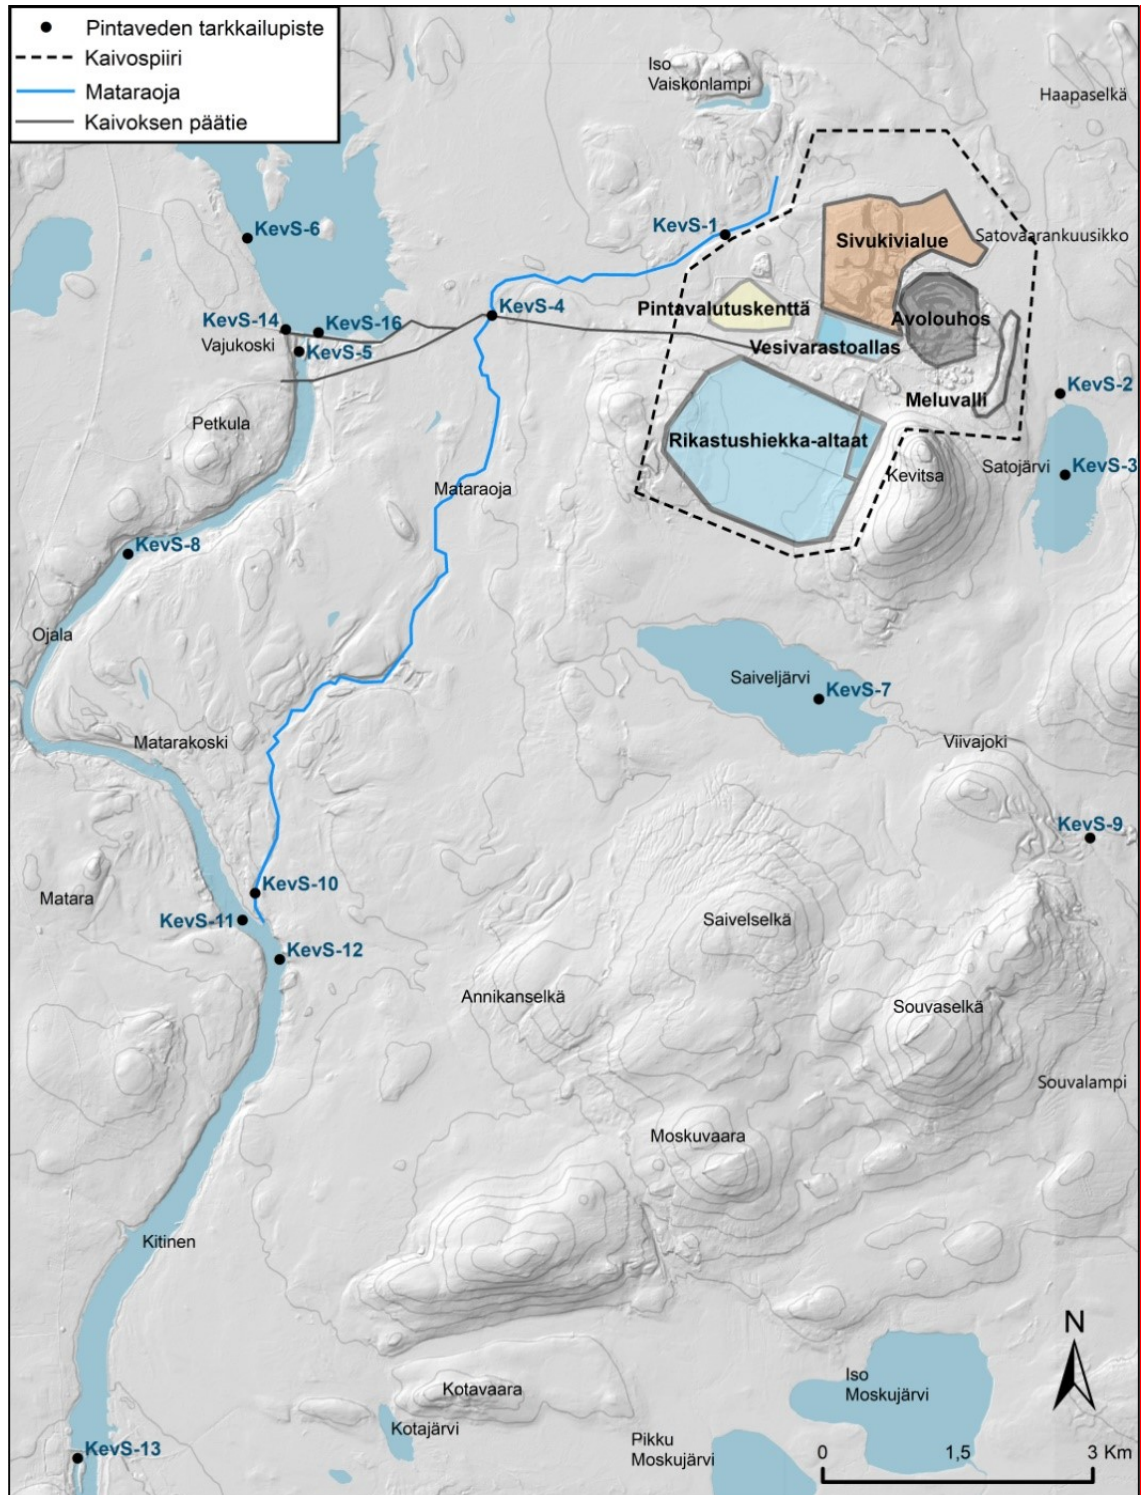 Pintaveden tarkkailupiste
Kaivospiiri
Mataraoja
Kaivoksen päätie
Iso
Vaiskonlampi
Haapaselkä
KevS-6
KevS-1
Sivukivialue
Satovaarankuusikko
KevS-4
Pintavalutuskenttä
Avolouhos
KevS-14
KevS-16
Vajukoski
KevS-5
Vesivarastoallas
Meluvalli
KevS-2
Petkula
Rikastushiekka-altaat
Kevitsa
Satojärvi
KevS-3
Mataraoja
KevS-8
Ojala
Saiveljärvi
KevS-7
Matarakoski
Viivajoki
KevS-9
KevS-10
Matara
KevS-11
Saivelselkä
KevS-12
Annikanselkä
Souvaselkä
Souvalampi
Moskuvaara
Kitinen
N
Iso
Moskujärvi
Kotavaara
Kotajärvi
Pikku
Moskujärvi
KevS-13
0 1,5 3 Km